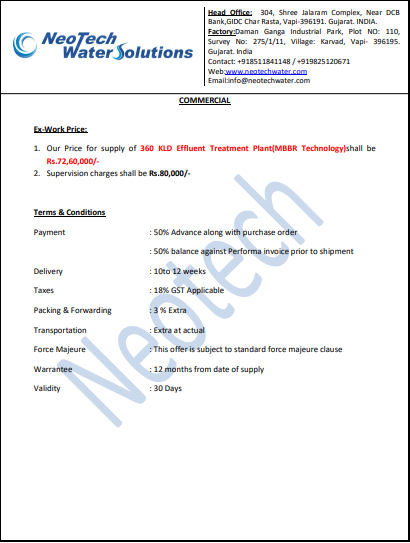 NEOTECH
WATER SOLUTIONS
Head Office: 304, Shree Jalaram Complex, Near DCB
Bank,GIDC Char Rasta, Vapi-396191. Gujarat. INDIA.
Factory:Daman Ganga Industrial Park, Plot NO: 110,
Survey No: 275/1/11, Village: Karvad, Vapi- 396195.
Gujarat. India
Contact: +918511841148 / +919825120671
Web:www.neotechwater.com
Email:info@neotechwater.com
COMMERCIAL
Ex-Work Price:
1. Our Price for supply of 360 KLD Effluent Treatment Plant(MBBR Technology)shall be
Rs.72,60,000/-
2. Supervision charges shall be Rs.80,000/-
Terms & Conditions
Payment : 50% Advance along with purchase order
: 50% balance against Performa invoice prior to shipment
Delivery : 10to 12 weeks
Taxes : 18% GST Applicable
Packing & Forwarding : 3 % Extra
Transportation : Extra at actual
Force Majeure : This offer is subject to standard force majeure clause
Warrantee : 12 months from date of supply
Validity : 30 Days
Neotech